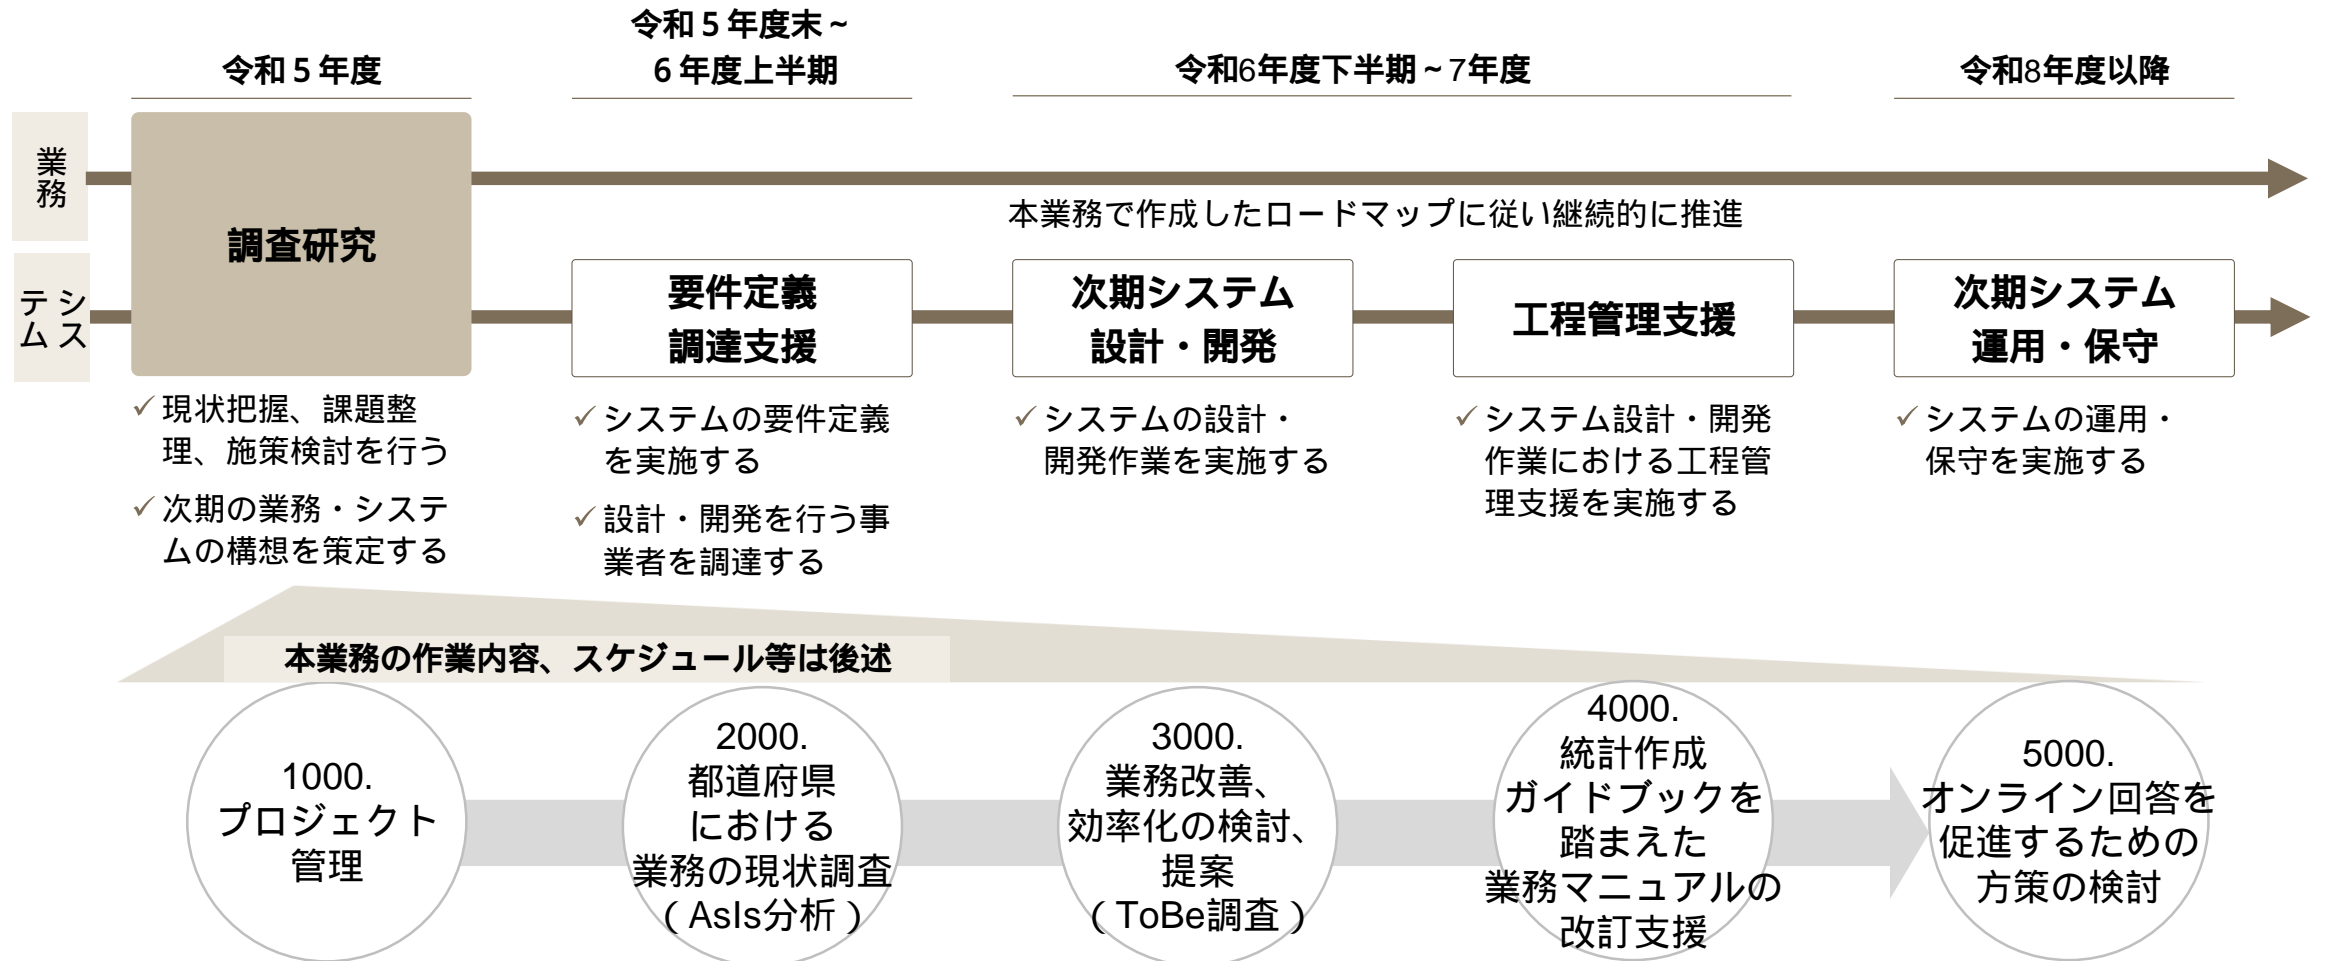 令和５年度
令和５年度末~
６年度上半期
令和6年度下半期~7年度
令和8年度以降
業務
システム
調査研究
本業務で作成したロードマップに従い継続的に推進
要件定義
調達支援
次期システム
設計・開発
工程管理支援
次期システム
運用・保守
✓現状把握、課題整
理、施策検討を行う
✓次期の業務・システ
ムの構想を策定する
✓システムの要件定義
を実施する
✓設計・開発を行う事
業者を調達する
✓システムの設計・
開発作業を実施する
✓システム設計・開発
作業における工程管
理支援を実施する
✓システムの運用・
保守を実施する
本業務の作業内容、スケジュール等は後述
1000.
プロジェクト
管理
2000.
都道府県
における
業務の現状調査
（AsIs分析）
3000.
業務改善、
効率化の検討、
提案
（ToBe調査）
4000.
統計作成
ガイドブックを
踏まえた
業務マニュアルの
改訂支援
5000.
オンライン回答を
促進するための
方策の検討